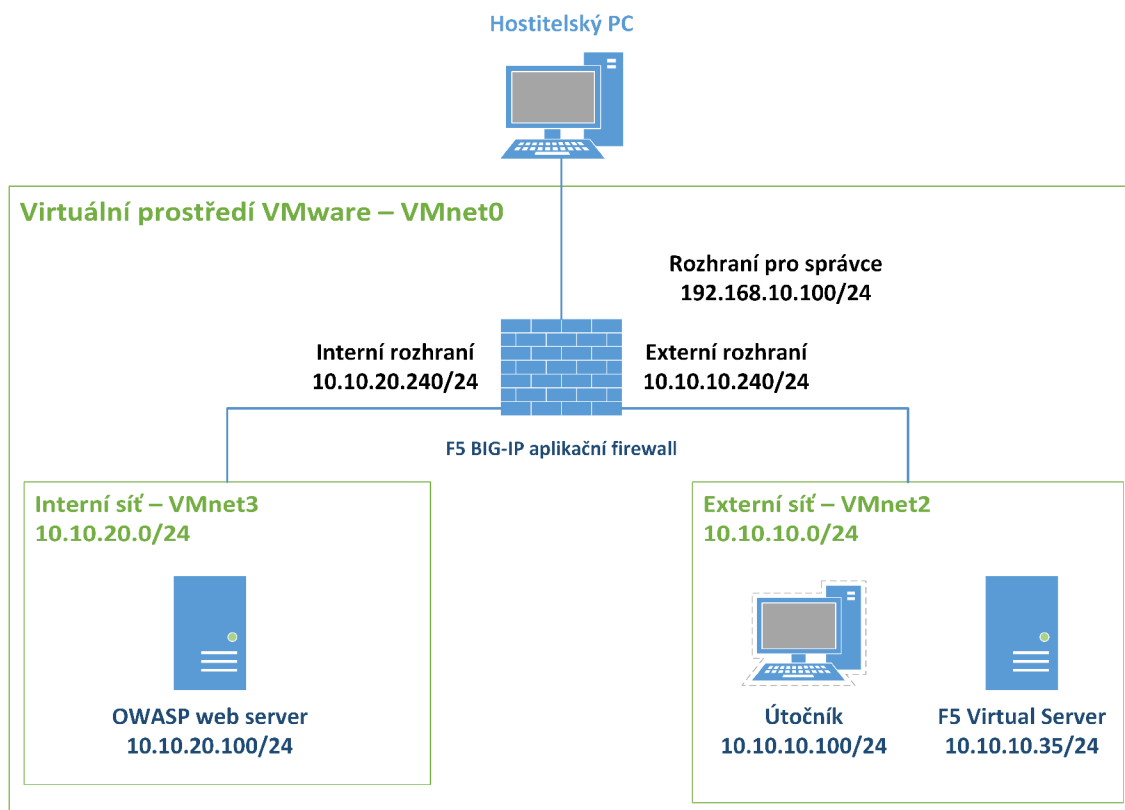 Hostitelský PC
Virtuální prostředí VMware – VMnet0
Rozhraní pro správce
192.168.10.100/24
Interní rozhraní
10.10.20.240/24
Externí rozhraní
10.10.10.240/24
F5 BIG-IP aplikační firewall
Interní síť – VMnet3
10.10.20.0/24
OWASP web server
10.10.20.100/24
Externí síť – VMnet2
10.10.10.0/24
Útočník
10.10.10.100/24
F5 Virtual Server
10.10.10.35/24